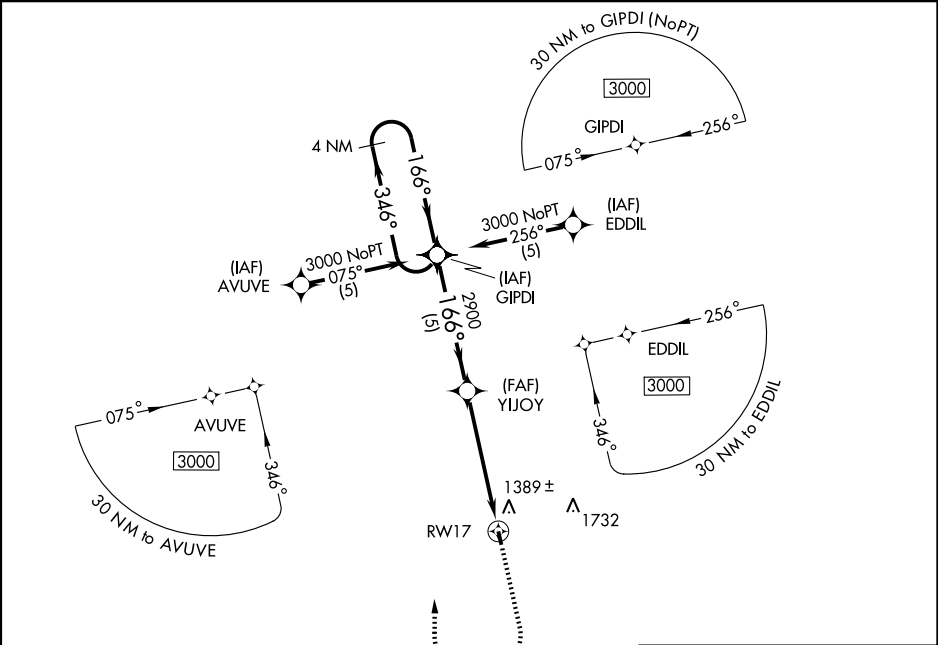 30 NM to GIPDI (NoPT)
3000
GIPDI
075°
256°
4 NM
166°
346°
3000 NoPT
256°
(5)
(IAF)
EDDIL
(IAF)
AVUVE
3000 NoPT
075°
(5)
(IAF)
GIPDI
2900
166°
(5)
(FAF)
YIJOY
256°
EDDIL
3000
346°
30 NM to EDDIL
075°
AVUVE
3000
346°
30 NM to AVUVE
1389 ±
1732
RW17